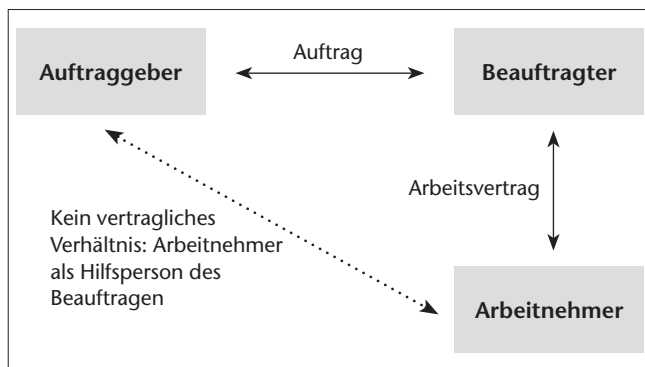 Auftraggeber
Auftrag
Beauftragter
Arbeitsvertrag
Kein vertragliches
Verhältnis: Arbeitnehmer
als Hilfsperson des
Beauftragen
Arbeitnehmer